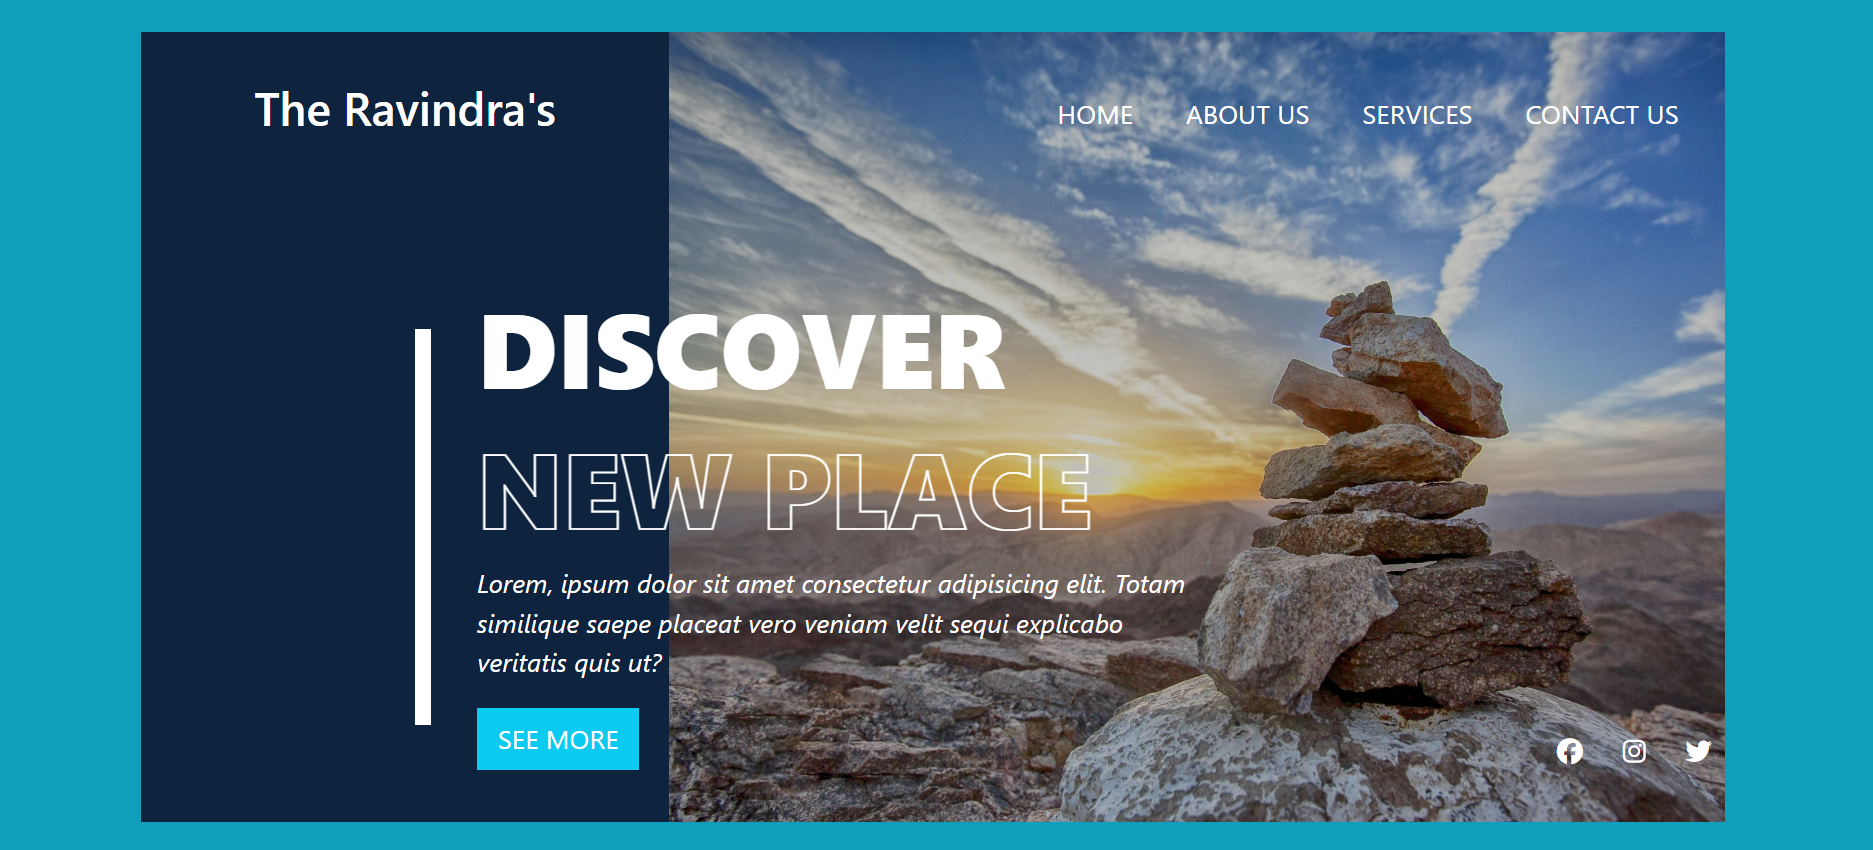 The Ravindra's
HOME ABOUT US SERVICES CONTACT US
DISCOVER
NEW PLACE
Lorem, ipsum dolor sit amet consectetur adipisicing elit. Totam
similique saepe placeat vero veniam velit sequi explicabo
veritatis quis ut?
SEE MORE